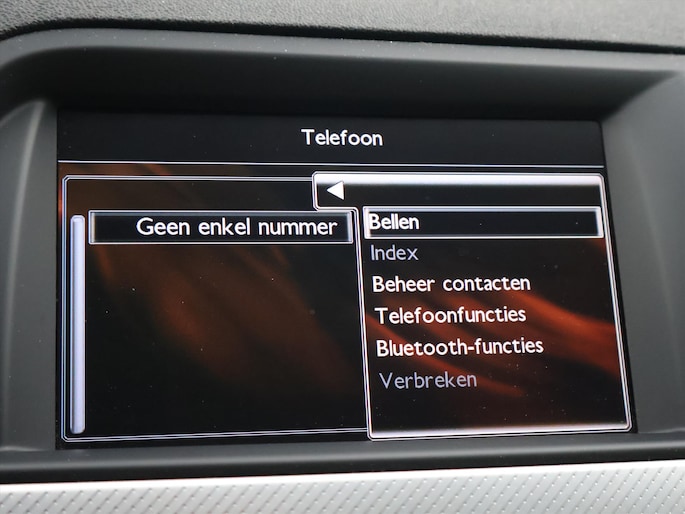 Telefoon
Geen enkel nummer
Bellen
Index
Beheer contacten
Telefoonfuncties
Bluetooth-functies
Verbreken